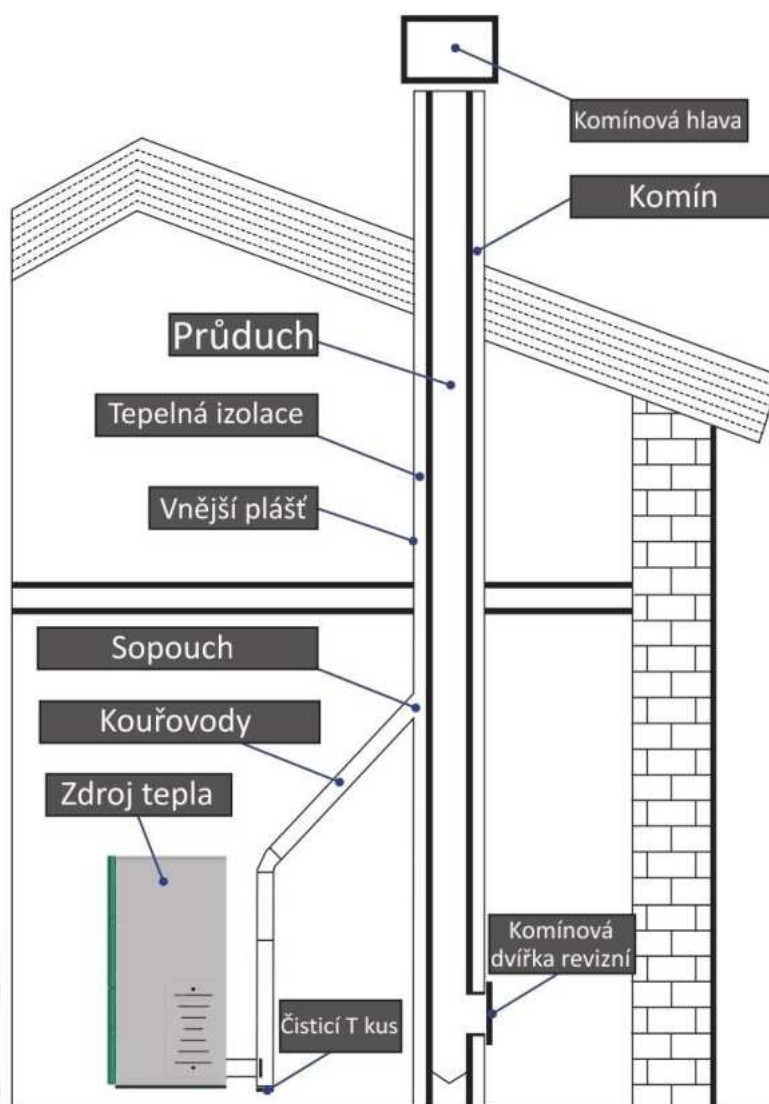 Komínová hlava
Komín
Průduch
Tepelná izolace
Vnější plášť
Sopouch
Kouřovody
Zdroj tepla
Komínová
dvířka revizní
Čisticí T kus